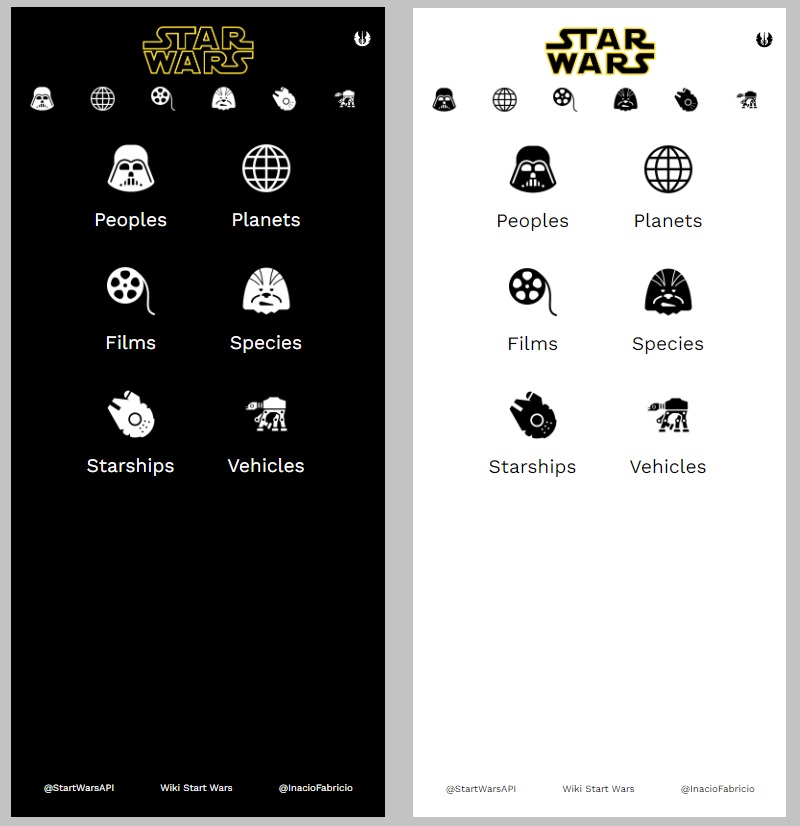 STAR
WARS
Peoples Planets
Films Species
Starships Vehicles
@StartWarsAPI Wiki Start Wars @InacioFabricio
STAR
WARS
Peoples Planets
Films Species
Starships Vehicles
@StartWarsAPI Wiki Start Wars @InacioFabricio